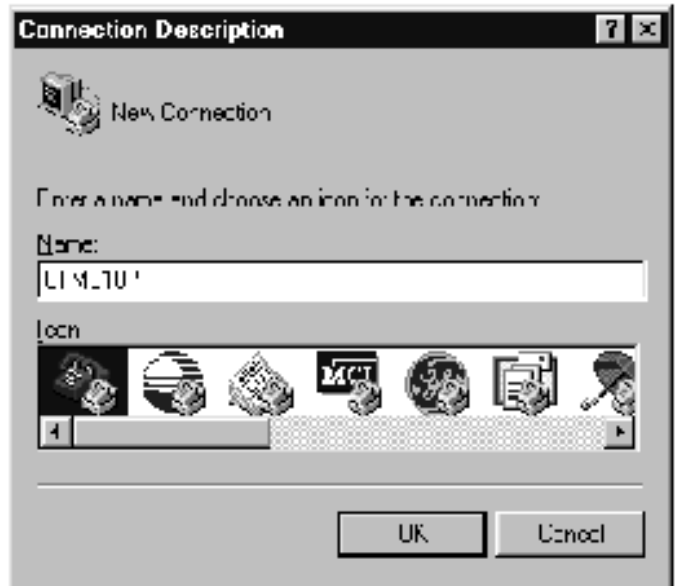 Connection Description
New Connection
Enter a name and choose an icon for the connection:
Name:
Icon
MCI
OK
Cancel